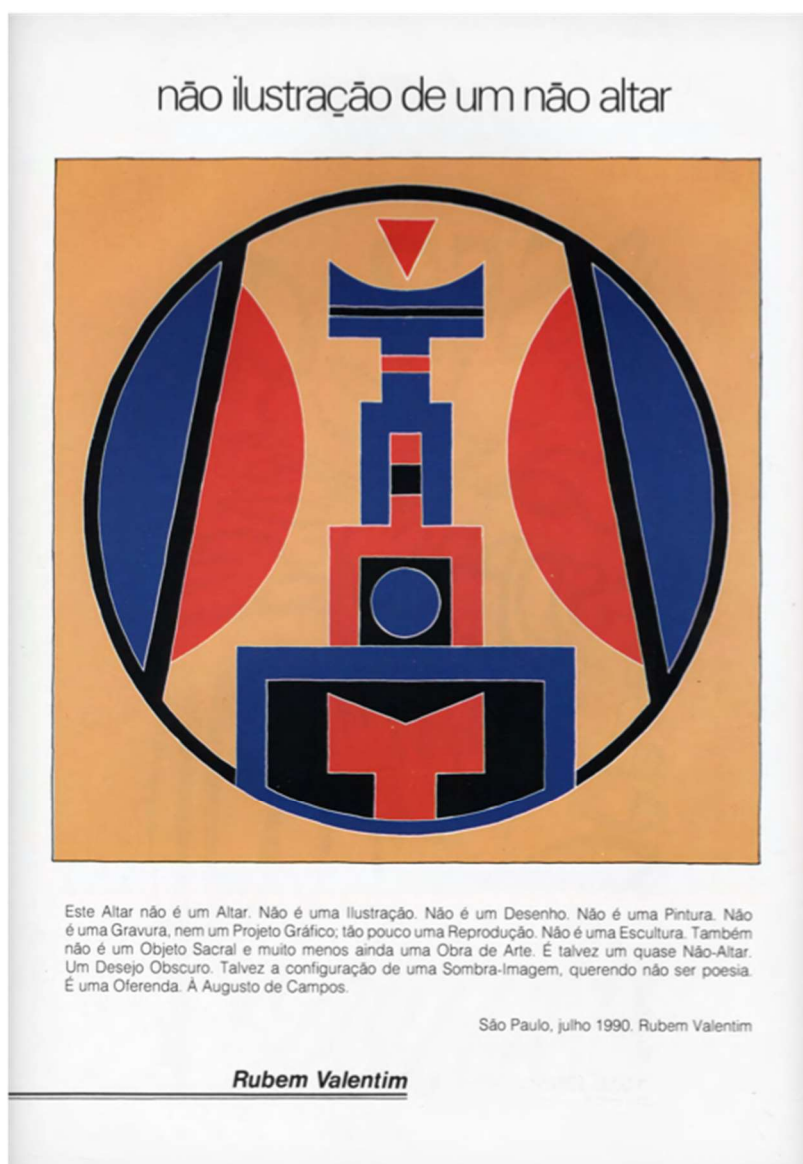 não ilustração de um não altar
Este Altar não é um Altar. Não é uma Ilustração. Não é um Desenho. Não é uma Pintura. Não
é uma Gravura, nem um Projeto Gráfico; tão pouco uma Reprodução. Não é uma Escultura. Também
não é um Objeto Sacral e muito menos ainda uma Obra de Arte. É talvez um quase Não-Altar.
Um Desejo Obscuro. Talvez a configuração de uma Sombra-Imagem, querendo não ser poesia.
É uma Oferenda. À Augusto de Campos.
São Paulo, julho 1990. Rubem Valentim
Rubem Valentim